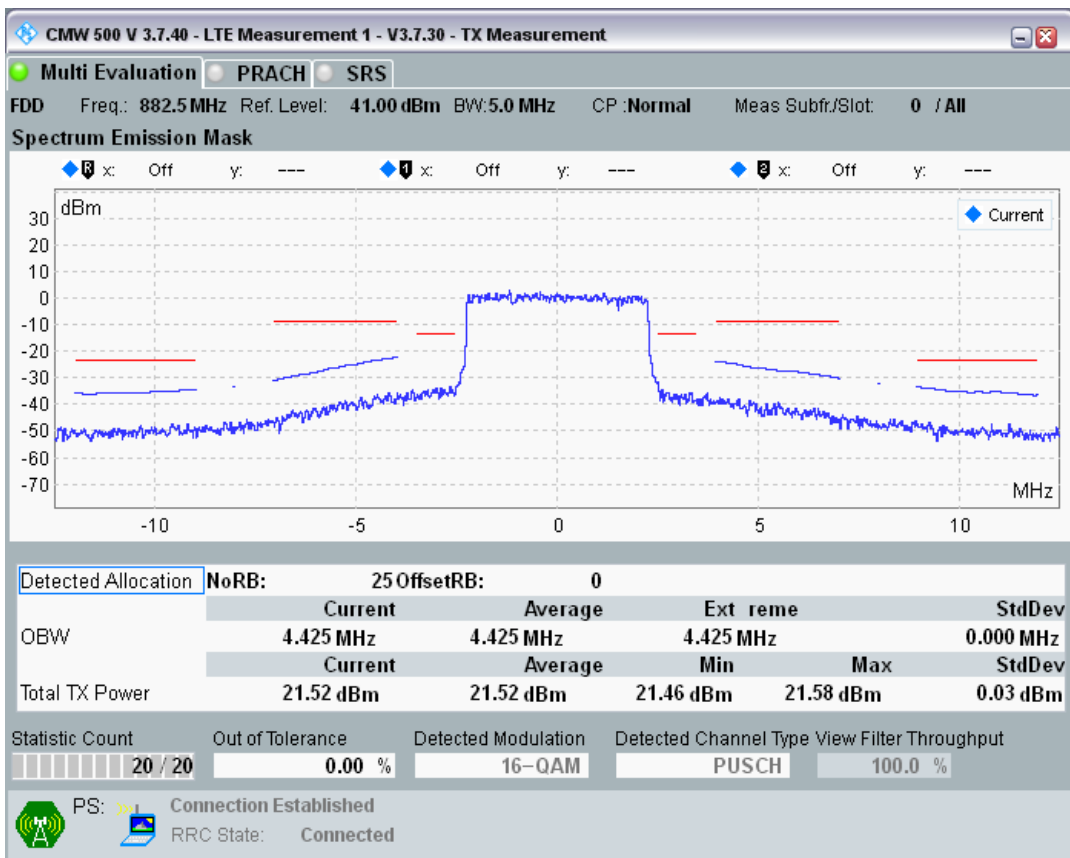 CMW 500 V 3.7.40 - LTE Measurement 1 - V3.7.30 - TX Measurement
Multi Evaluation PRACH SRS
FDD Freq.: 882.5 MHz Ref. Level: 41.00 dBm BW:5.0 MHz CP :Normal Meas Subfr./Slot: 0 / All
Spectrum Emission Mask
R x: Off y: --- 1 x: Off y: --- 2 x: Off y: ---
dBm
Current
30
20
10
0
-10
-20
-30
-40
-50
-60
-70
MHz
-10 -5 0 5 10
Detected Allocation NoRB: 25 OffsetRB: 0
Current Average Ext reme StdDev
OBW 4.425 MHz 4.425 MHz 4.425 MHz 0.000 MHz
Current Average Min Max StdDev
Total TX Power 21.52 dBm 21.52 dBm 21.46 dBm 21.58 dBm 0.03 dBm
Statistic Count Out of Tolerance Detected Modulation Detected Channel Type View Filter Throughput
20 / 20 0.00 % 16-QAM PUSCH 100.0 %
PS: Connection Established
RRC State: Connected